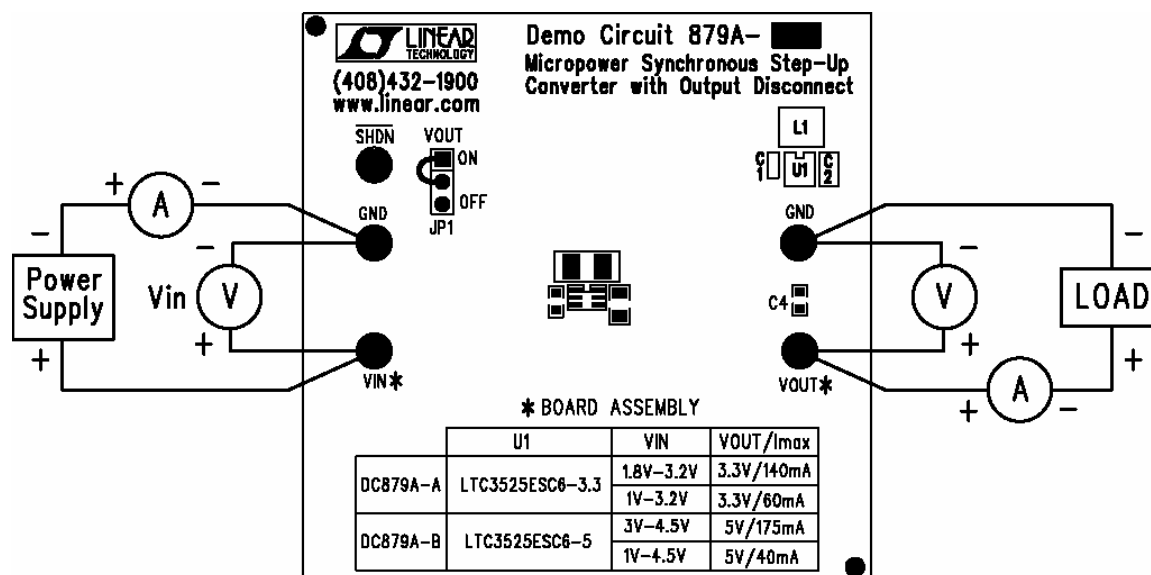 LT LINEAR
TECHNOLOGY
(408)432-1900
www.linear.com
Demo Circuit 879A-
Micropower Synchronous Step-Up
Converter with Output Disconnect
SHDN
VOUT
ON
OFF
JP1
L1
C1
U1
C2
+
A
-
GND
GND
-
Power
Supply
+
-
Vin
V
+
VIN*
C4
-
V
+
VOUT*
-
LOAD
+
+
A
-
* BOARD ASSEMBLY
U1 VIN VOUT/Imax
DC879A-A LTC3525ESC6-3.3 1.8V-3.2V 3.3V/140mA
1V-3.2V 3.3V/60mA
DC879A-B LTC3525ESC6-5 3V-4.5V 5V/175mA
1V-4.5V 5V/40mA